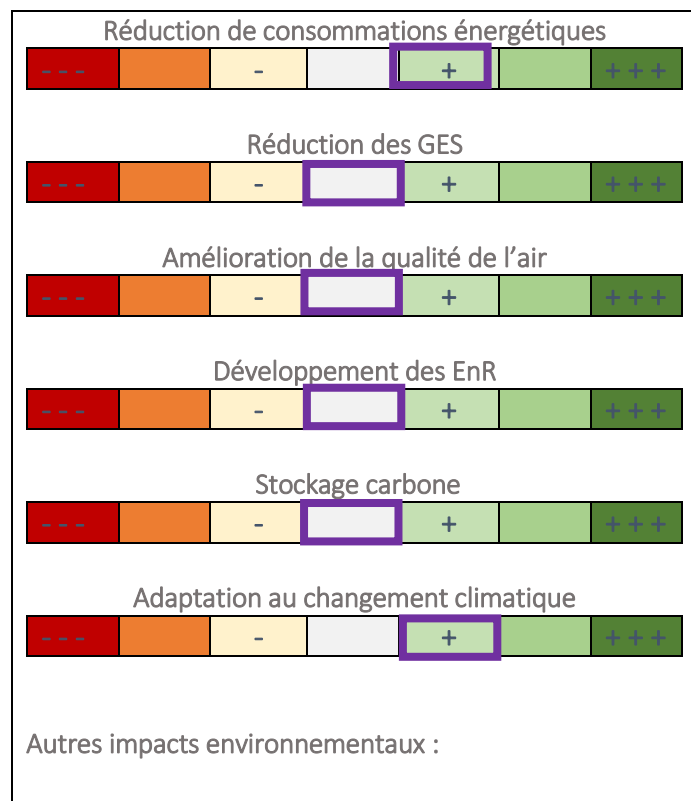 Réduction de consommations énergétiques
- - - - + + + +
Réduction des GES
- - - - + + + +
Amélioration de la qualité de l’air
- - - - + + + +
Développement des EnR
- - - - + + + +
Stockage carbone
- - - - + + + +
Adaptation au changement climatique
- - - - + + + +
Autres impacts environnementaux :